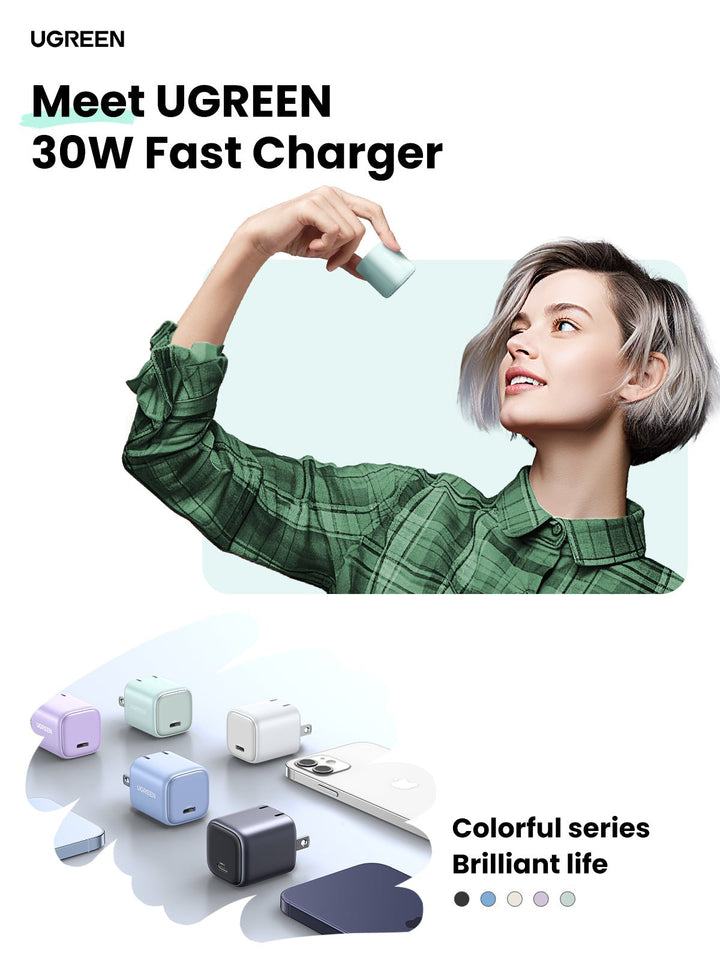 UGREEN
Meet UGREEN
30W Fast Charger
UGREEN
UGREEN
Colorful series
Brilliant life